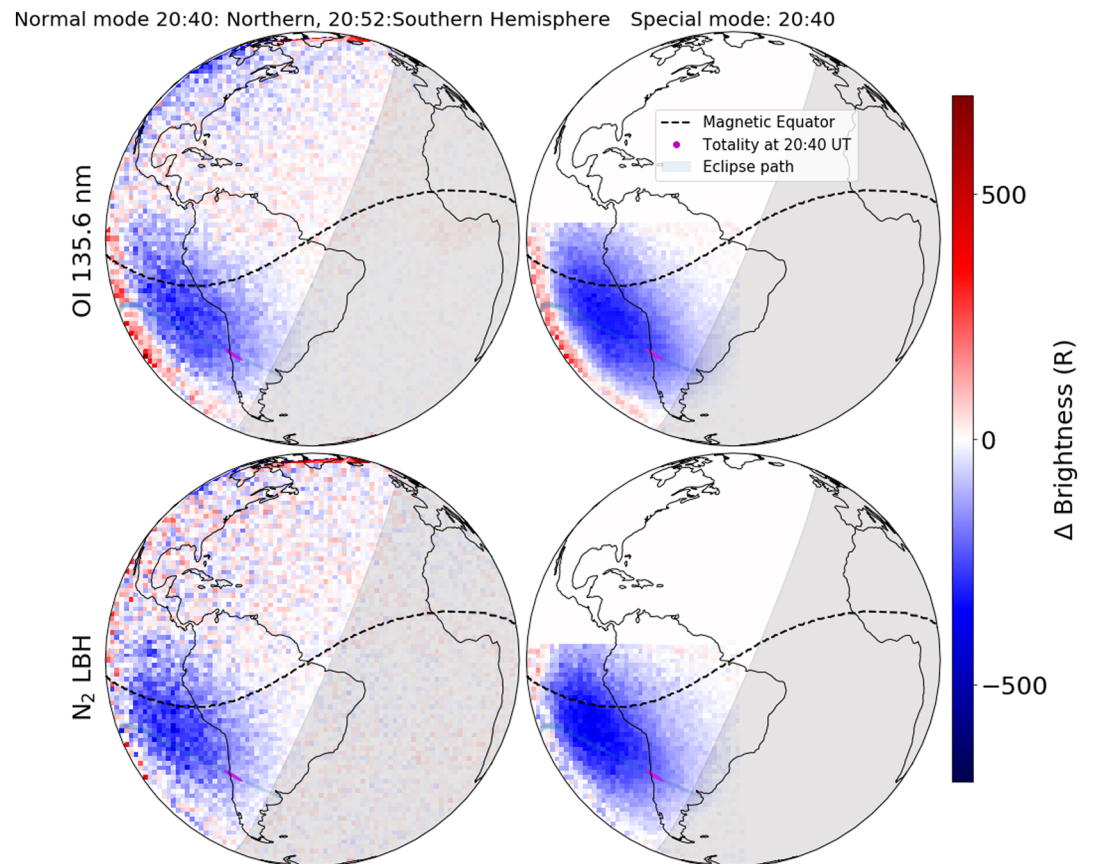 Normal mode 20:40: Northern, 20:52:Southern Hemisphere Special mode: 20:40
OI 135.6 nm
Magnetic Equator
Totality at 20:40 UT
Eclipse path
N₂ LBH
500
0
−500
Δ Brightness (R)